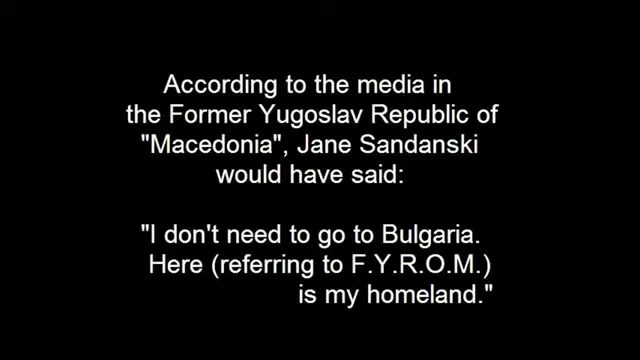 According to the media in
the Former Yugoslav Republic of
"Macedonia", Jane Sandanski
would have said:
"I don't need to go to Bulgaria.
Here (referring to F.Y.R.O.M.)
is my homeland."